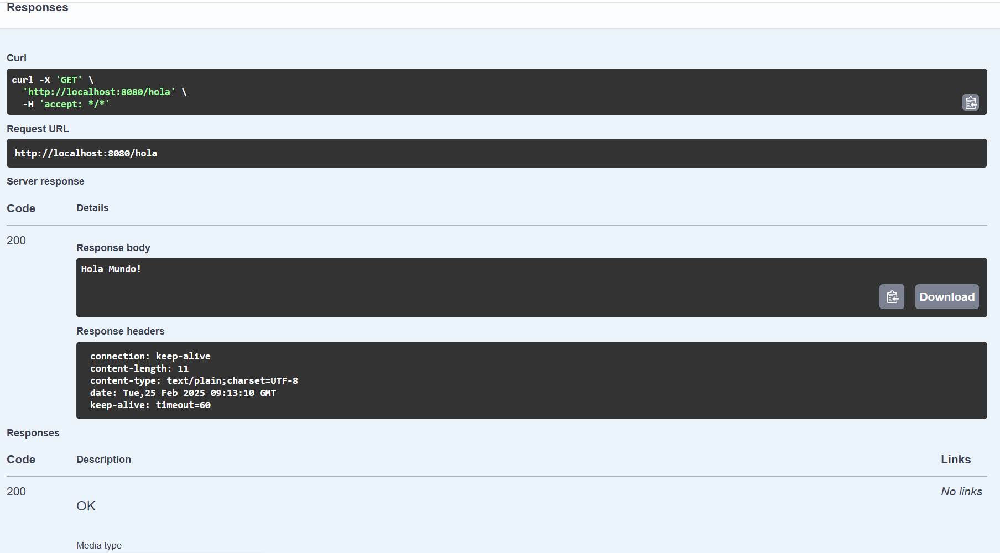 Responses
Curl
curl -X 'GET' \
'http://localhost:8080/hola' \
-H 'accept: */*'
Request URL
http://localhost:8080/hola
Server response
Code Details
200
Response body
Hola Mundo!
Download
Response headers
connection: keep-alive
content-length: 11
content-type: text/plain;charset=UTF-8
date: Tue,25 Feb 2025 09:13:10 GMT
keep-alive: timeout=60
Responses
Code Description Links
200 No links
OK
Media type